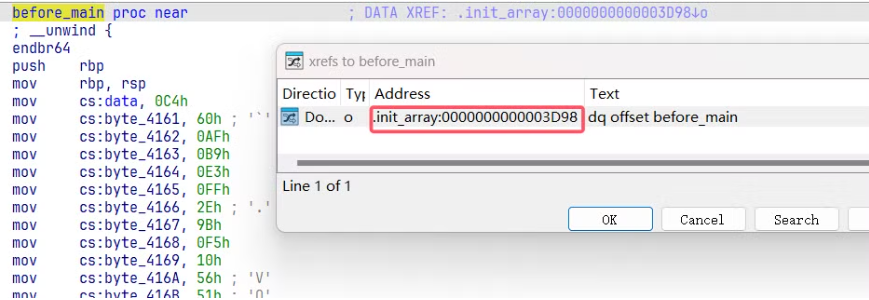 before_main proc near ; DATA XREF: .init_array:0000000000003D98↓o
; __unwind {
endbr64
push rbp
mov rbp, rsp
mov cs:data, 0C4h
mov cs:byte_4161, 60h ; '`'
mov cs:byte_4162, 0AFh
mov cs:byte_4163, 0B9h
mov cs:byte_4164, 0E3h
mov cs:byte_4165, 0FFh
mov cs:byte_4166, 2Eh ; '.'
mov cs:byte_4167, 9Bh
mov cs:byte_4168, 0F5h
mov cs:byte_4169, 10h
mov cs:byte_416A, 56h ; 'V'
mov cs:byte_416B, 51h ; 'Q'
xrefs to before_main
Directio Ty Address Text
Do... o .init_array:0000000000003D98 dq offset before_main
Line 1 of 1
OK Cancel Search